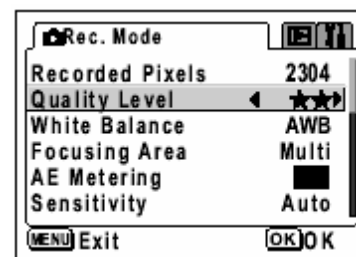 Rec. Mode
Recorded Pixels 2304
Quality Level ★★
White Balance AWB
Focusing Area Multi
AE Metering
Sensitivity Auto
MENU Exit OK OK